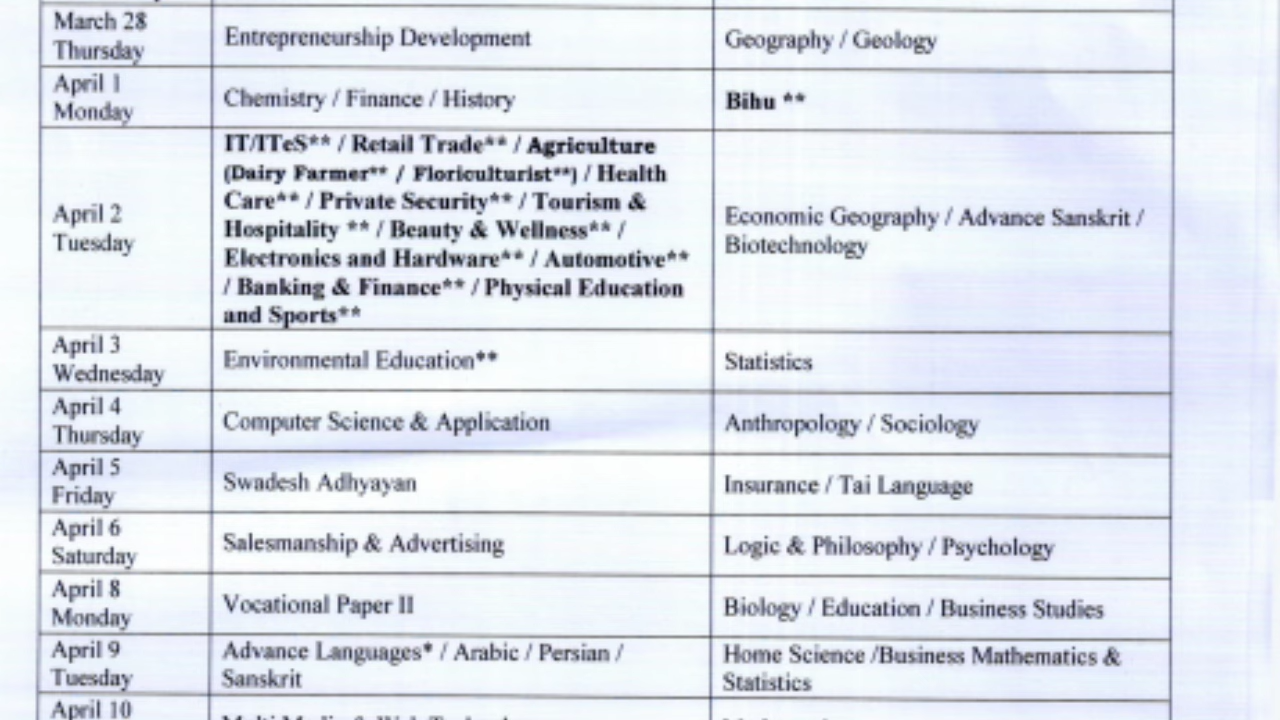 March 28
Thursday
Entrepreneurship Development
Geography / Geology
April 1
Monday
Chemistry / Finance / History
Bihu **
April 2
Tuesday
IT/ITeS** / Retail Trade** / Agriculture
(Dairy Farmer** / Floriculturist**) / Health
Care** / Private Security** / Tourism &
Hospitality ** / Beauty & Wellness** /
Electronics and Hardware** / Automotive**
/ Banking & Finance** / Physical Education
and Sports**
Economic Geography / Advance Sanskrit /
Biotechnology
April 3
Wednesday
Environmental Education**
Statistics
April 4
Thursday
Computer Science & Application
Anthropology / Sociology
April 5
Friday
Swadesh Adhyayan
Insurance / Tai Language
April 6
Saturday
Salesmanship & Advertising
Logic & Philosophy / Psychology
April 8
Monday
Vocational Paper II
Biology / Education / Business Studies
April 9
Tuesday
Advance Languages* / Arabic / Persian /
Sanskrit
Home Science /Business Mathematics &
Statistics
April 10